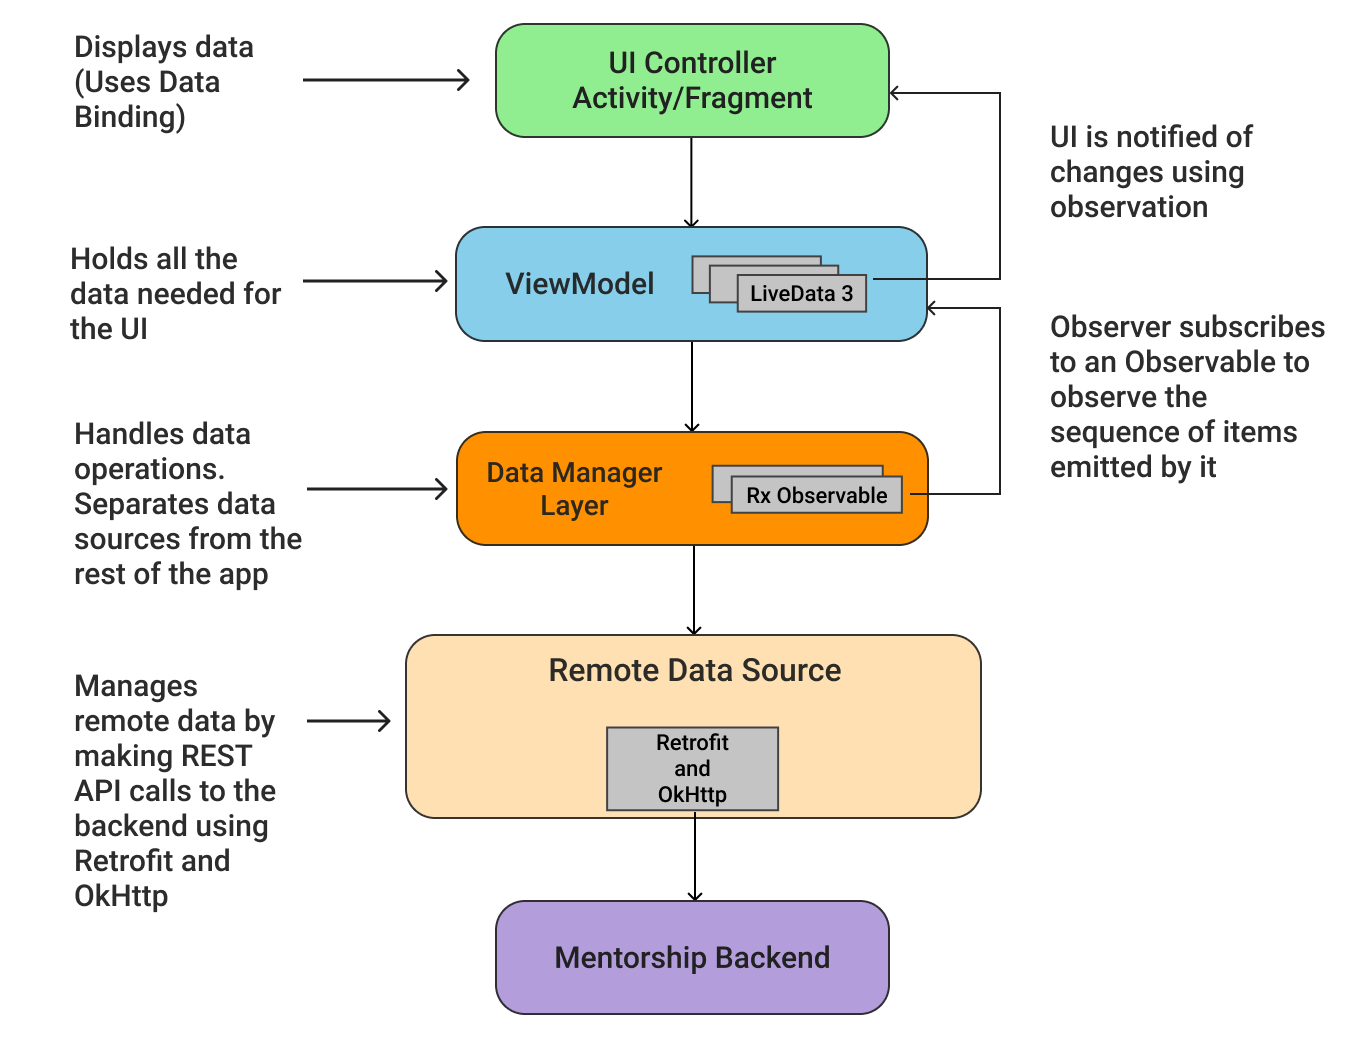 Displays data
(Uses Data
Binding)
UI Controller
Activity/Fragment
UI is notified of
changes using
observation
Holds all the
data needed for
the UI
ViewModel
LiveData 3
Observer subscribes
to an Observable to
observe the
sequence of items
emitted by it
Handles data
operations.
Separates data
sources from the
rest of the app
Data Manager
Layer
Rx Observable
Manages
remote data by
making REST
API calls to the
backend using
Retrofit and
OkHttp
Remote Data Source
Retrofit
and
OkHttp
Mentorship Backend